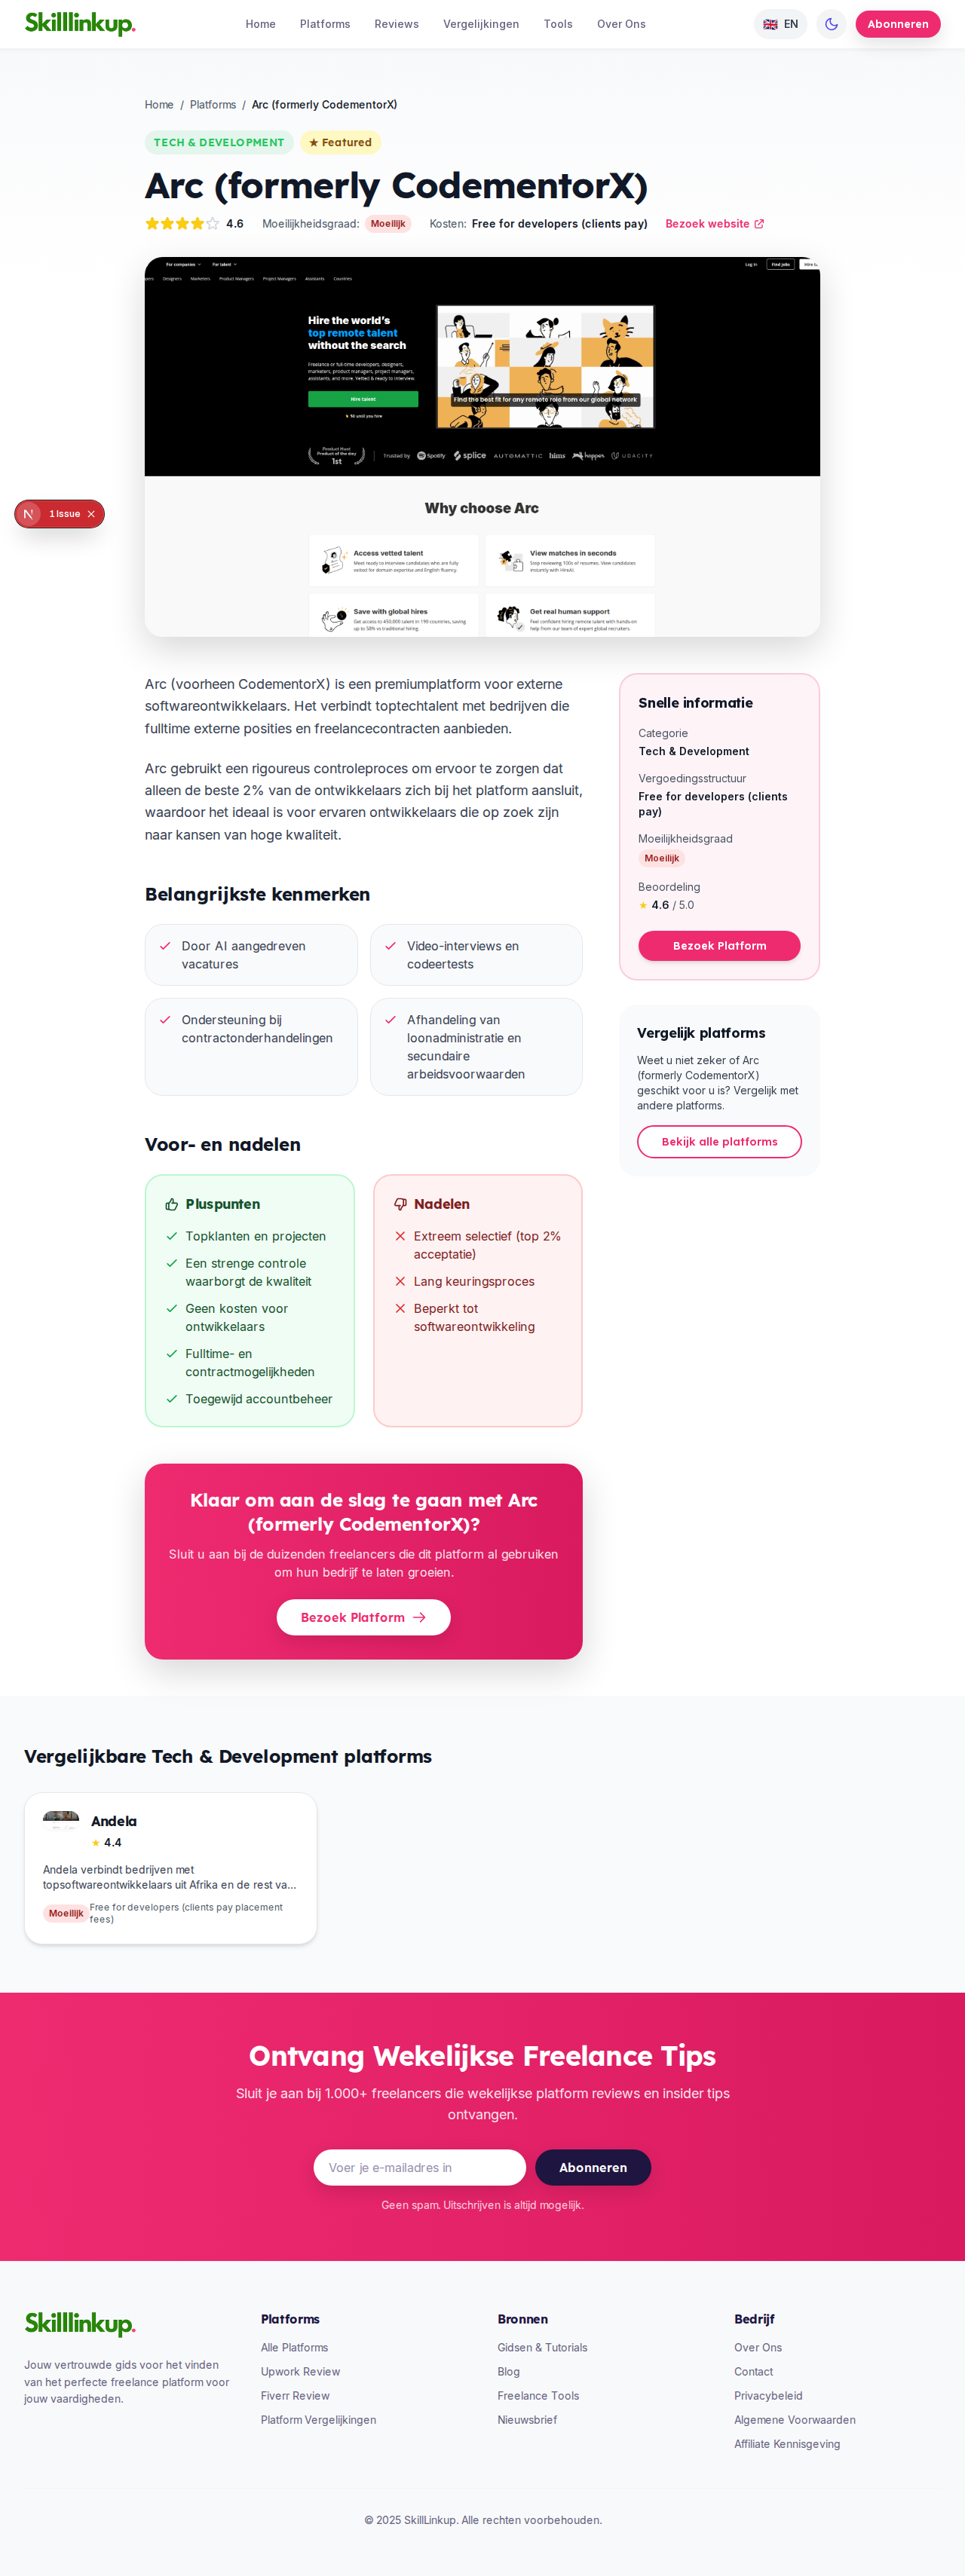 Skilllinkup.
Home Platforms Reviews Vergelijkingen Tools Over Ons
EN
Abonneren
Home / Platforms / Arc (formerly CodementorX)
TECH & DEVELOPMENT
★ Featured
Arc (formerly CodementorX)
4.6 Moeilijkheidsgraad: Moeilijk Kosten: Free for developers (clients pay) Bezoek website
For companies For talent Log in Find jobs
Designers Marketers Product Managers Project Managers Assistants Countries
Hire the world's
top remote talent
without the search
Freelance or full-time developers, designers,
marketers, product managers, project managers,
assistants, and more. Vetted & ready to interview.
Hire talent
$0 until you hire
Find the best fit for any remote role from our global network
Product Hunt
Product of the day
1st
Trusted by Spotify splice AUTOMATTIC hims hopper UDACITY
Why choose Arc
Access vetted talent
Meet ready to interview candidates who are fully
vetted for domain expertise and English fluency.
View matches in seconds
Stop reviewing 100s of resumes. View candidates
instantly with HireAI.
Save with global hires
Get access to 450,000 talent in 190 countries, saving
up to 58% vs traditional hiring.
Get real human support
Feel confident hiring remote talent with hands-on
help from our team of expert global recruiters.
1 Issue
Arc (voorheen CodementorX) is een premiumplatform voor externe
softwareontwikkelaars. Het verbindt toptechtalent met bedrijven die
fulltime externe posities en freelancecontracten aanbieden.
Arc gebruikt een rigoureus controleproces om ervoor te zorgen dat
alleen de beste 2% van de ontwikkelaars zich bij het platform aansluit,
waardoor het ideaal is voor ervaren ontwikkelaars die op zoek zijn
naar kansen van hoge kwaliteit.
Belangrijkste kenmerken
Door AI aangedreven
vacatures
Video-interviews en
codeertests
Ondersteuning bij
contractonderhandelingen
Afhandeling van
loonadministratie en
secundaire
arbeidsvoorwaarden
Voor- en nadelen
Pluspunten
Topklanten en projecten
Een strenge controle
waarborgt de kwaliteit
Geen kosten voor
ontwikkelaars
Fulltime- en
contractmogelijkheden
Toegewijd accountbeheer
Nadelen
Extreem selectief (top 2%
acceptatie)
Lang keuringsproces
Beperkt tot
softwareontwikkeling
Klaar om aan de slag te gaan met Arc
(formerly CodementorX)?
Sluit u aan bij de duizenden freelancers die dit platform al gebruiken
om hun bedrijf te laten groeien.
Bezoek Platform
Snelle informatie
Categorie
Tech & Development
Vergoedingsstructuur
Free for developers (clients
pay)
Moeilijkheidsgraad
Moeilijk
Beoordeling
★ 4.6 / 5.0
Bezoek Platform
Vergelijk platforms
Weet u niet zeker of Arc
(formerly CodementorX)
geschikt voor u is? Vergelijk met
andere platforms.
Bekijk alle platforms
Vergelijkbare Tech & Development platforms
Andela
★ 4.4
Andela verbindt bedrijven met
topsoftwareontwikkelaars uit Afrika en de rest va...
Moeilijk
Free for developers (clients pay placement
fees)
Ontvang Wekelijkse Freelance Tips
Sluit je aan bij 1.000+ freelancers die wekelijkse platform reviews en insider tips
ontvangen.
Voer je e-mailadres in
Abonneren
Geen spam. Uitschrijven is altijd mogelijk.
Skilllinkup.
Jouw vertrouwde gids voor het vinden
van het perfecte freelance platform voor
jouw vaardigheden.
Platforms
Alle Platforms
Upwork Review
Fiverr Review
Platform Vergelijkingen
Bronnen
Gidsen & Tutorials
Blog
Freelance Tools
Nieuwsbrief
Bedrijf
Over Ons
Contact
Privacybeleid
Algemene Voorwaarden
Affiliate Kennisgeving
© 2025 SkillLinkup. Alle rechten voorbehouden.